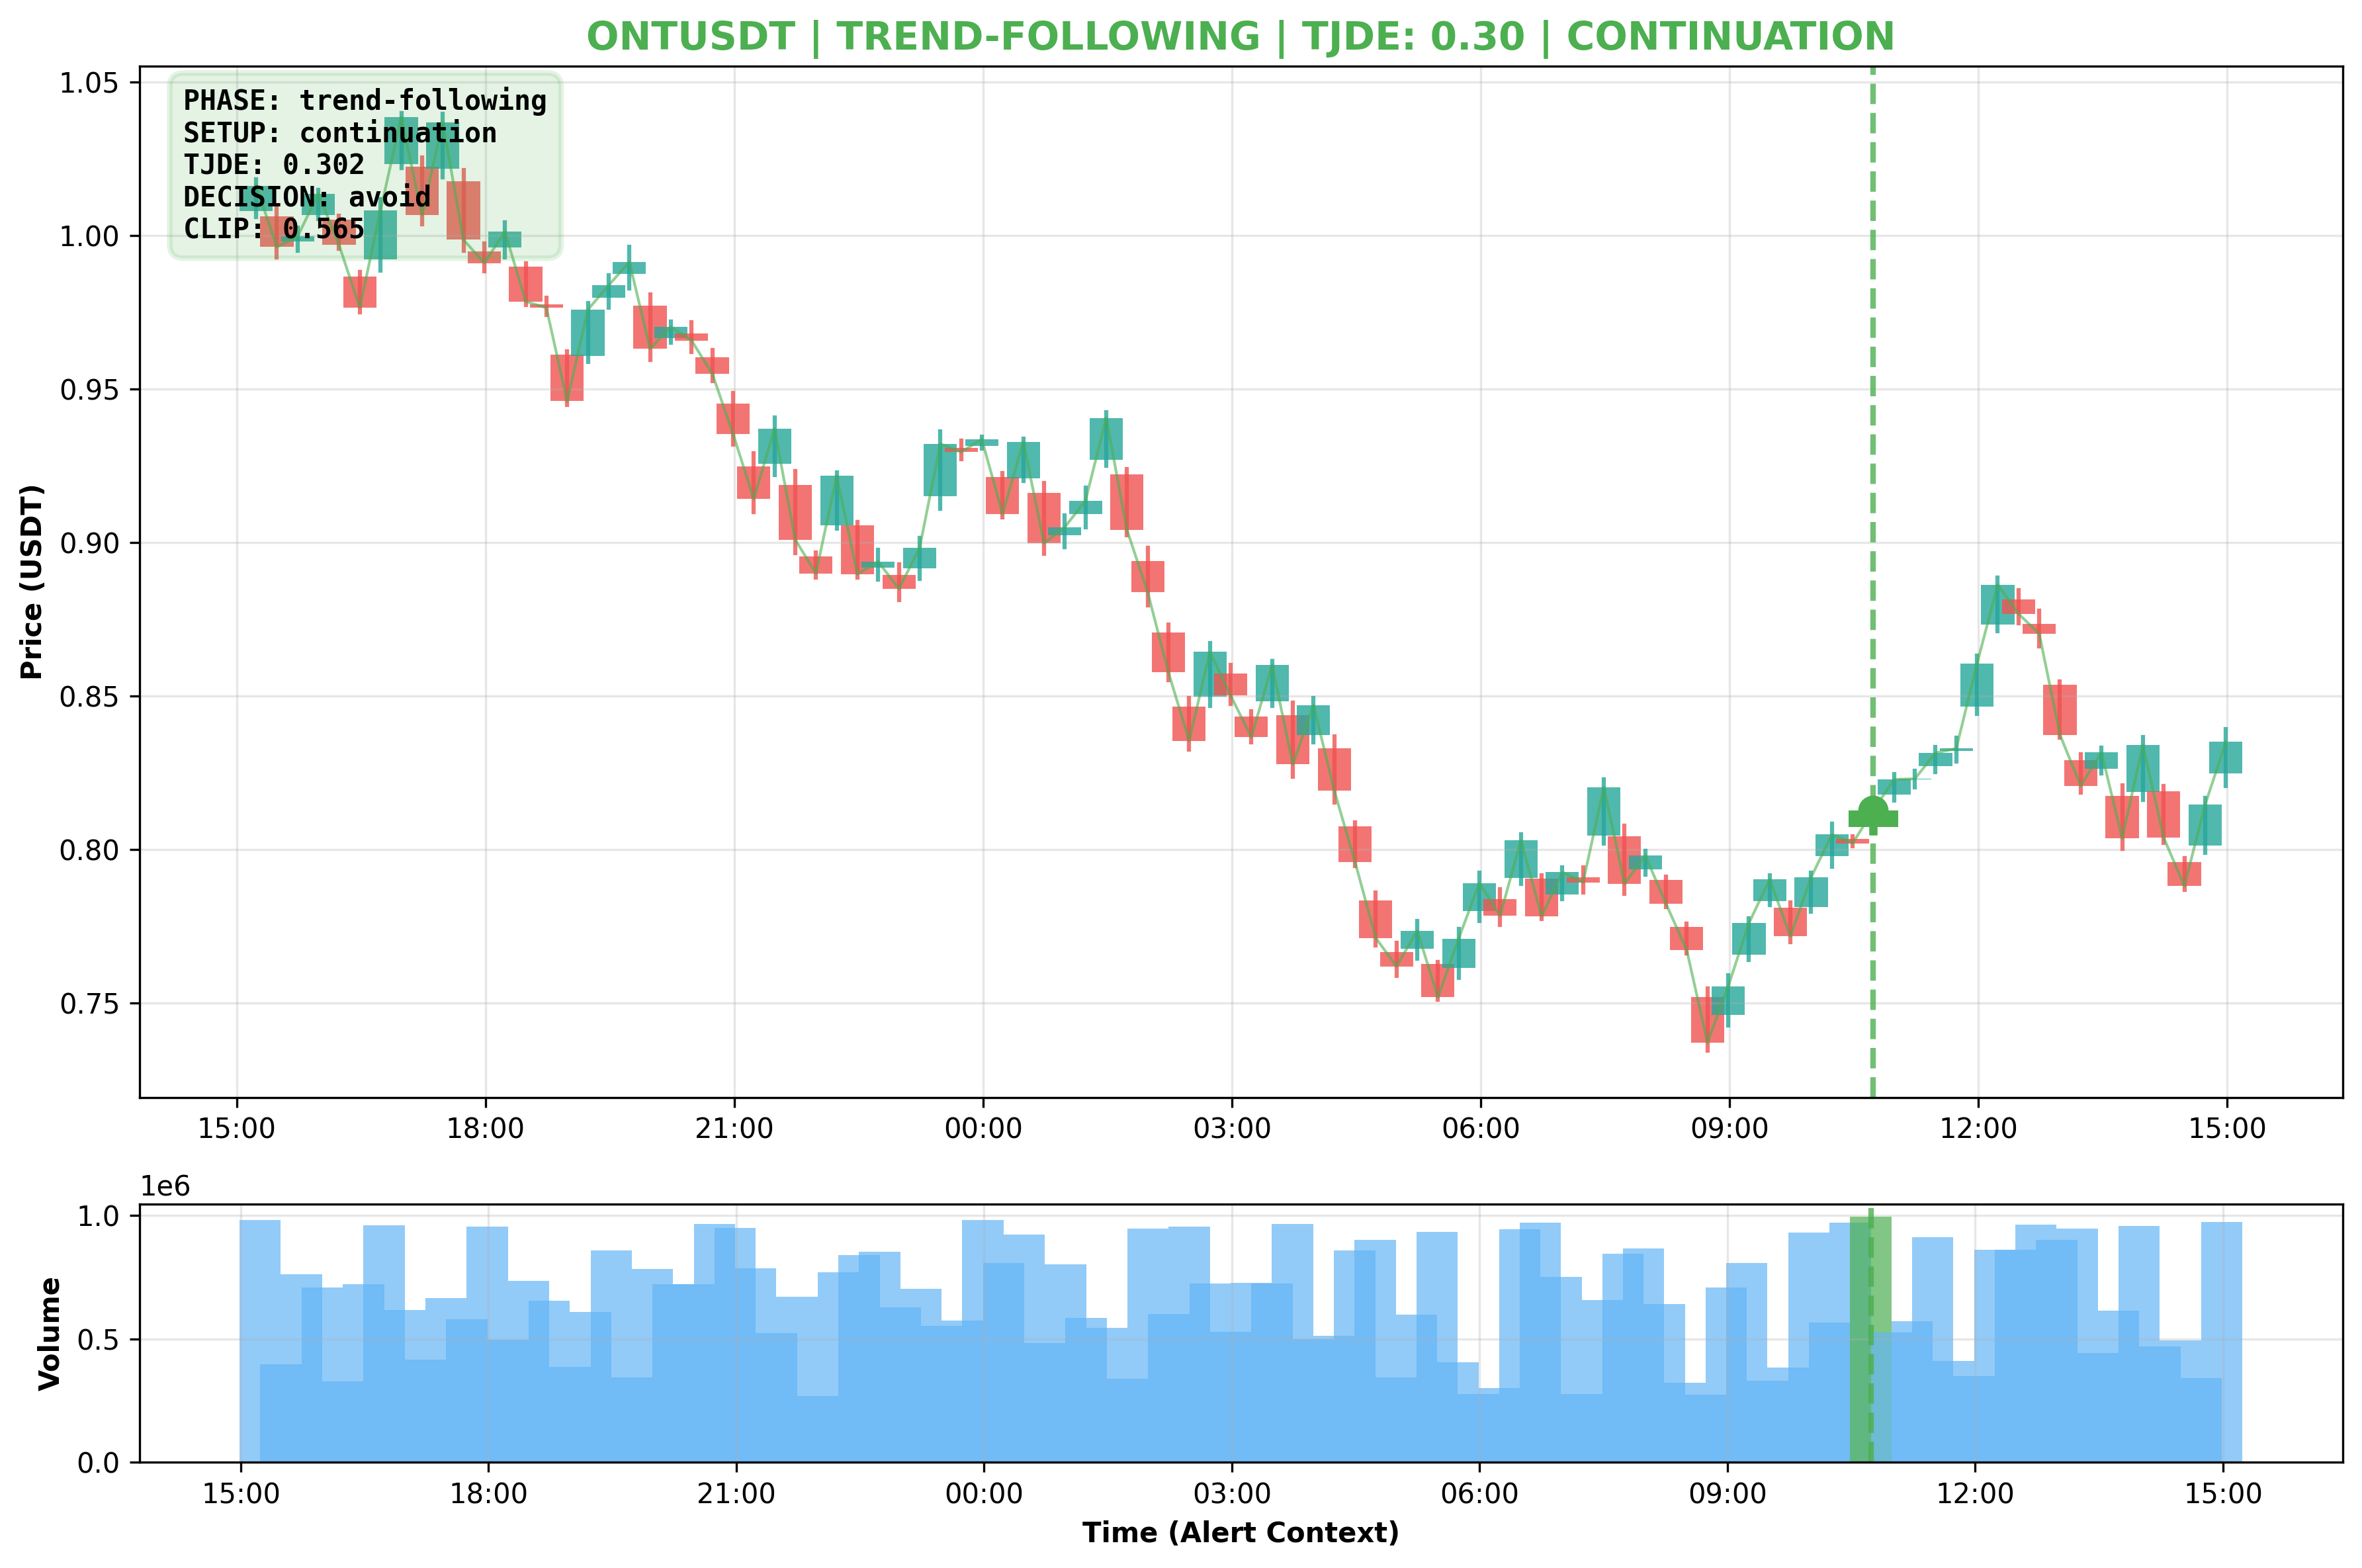 ONTUSDT | TREND-FOLLOWING | TJDE: 0.30 | CONTINUATION
PHASE: trend-following
SETUP: continuation
TJDE: 0.302
DECISION: avoid
CLIP: 0.565
Price (USDT)
1.05
1.00
0.95
0.90
0.85
0.80
0.75
15:00 18:00 21:00 00:00 03:00 06:00 09:00 12:00 15:00
1e6
Volume
1.0
0.5
0.0
15:00 18:00 21:00 00:00 03:00 06:00 09:00 12:00 15:00
Time (Alert Context)